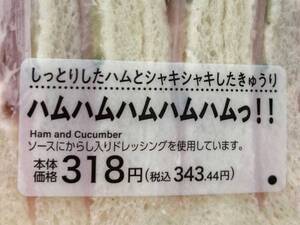 しっとりしたハムとシャキシャキしたきゅうり
ハムハムハムハムハムっ!!
Ham and Cucumber
ソースにからし入りドレッシングを使用しています。
本体価格 318円(税込 343.44円)